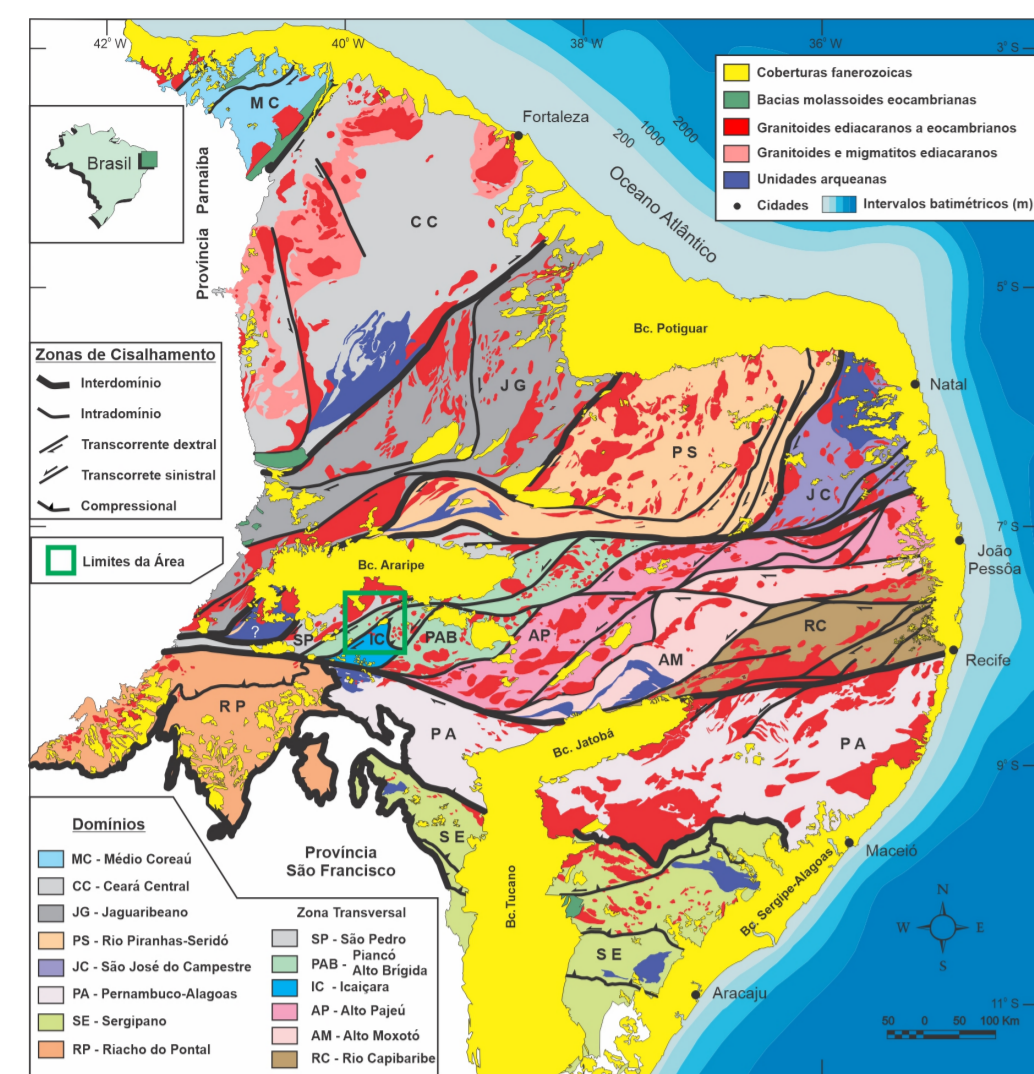 42° W
40° W
38° W
36° W
3° S
Coberturas fanerozoicas
Bacias molassoides eocambrianas
Granitoides ediacaranos a eocambrianos
Granitoides e migmatitos ediacaranos
Unidades arqueanas
Cidades
Intervalos batimétricos (m)
Brasil
Província Parnaiba
M C
Fortaleza
200
1000
2000
Oceano Atlântico
C C
5° S
Bc. Potiguar
Zonas de Cisalhamento
Interdomínio
Intradomínio
Transcorrente dextral
Transcorrete sinistral
Compressional
Limites da Área
J G
Natal
P S
J C
7° S
João
Pessôa
Bc. Araripe
?
SP
IC
PAB
AP
RC
AM
Recife
R P
P A
Bc. Jatobá
P A
9° S
S E
Maceió
Bc. Sergipe-Alagoas
Bc.Tucano
S E
Aracaju
N
W
E
S
11° S
50 0 50 100 Km
Província
São Francisco
Domínios
MC - Médio Coreaú
CC - Ceará Central
JG - Jaguaribeano
PS - Rio Piranhas-Seridó
JC - São José do Campestre
PA - Pernambuco-Alagoas
SE - Sergipano
RP - Riacho do Pontal
Zona Transversal
SP - São Pedro
PAB - Piancó
Alto Brígida
IC - Icaiçara
AP - Alto Pajeú
AM - Alto Moxotó
RC - Rio Capibaribe